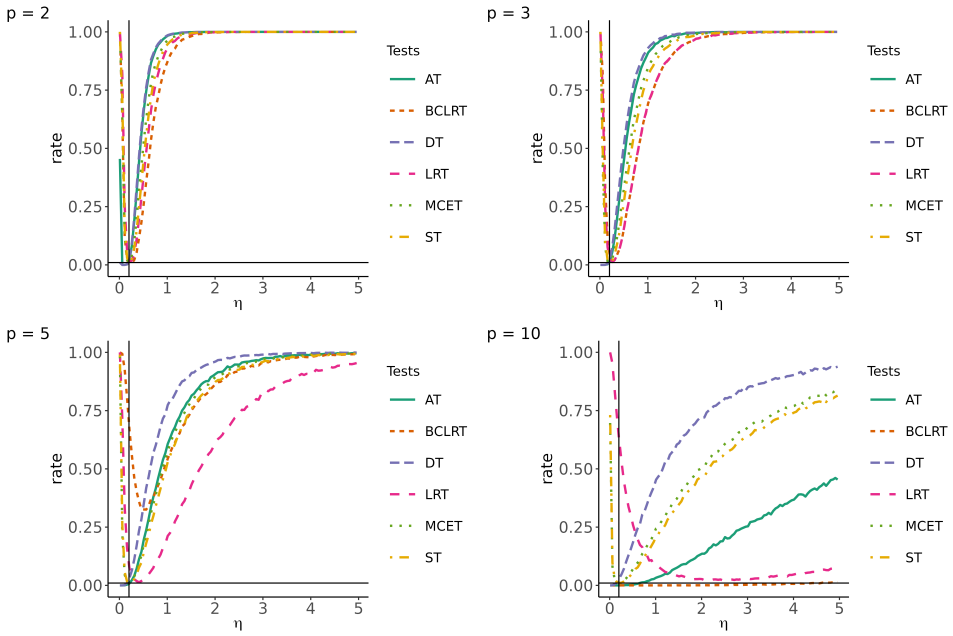 p = 2
1.00
0.75
0.50
0.25
0.00
rate
0 1 2 3 4 5
η
Tests
AT
BCLRT
DT
LRT
MCET
ST
p = 3
1.00
0.75
0.50
0.25
0.00
rate
0 1 2 3 4 5
η
Tests
AT
BCLRT
DT
LRT
MCET
ST
p = 5
1.00
0.75
0.50
0.25
0.00
rate
0 1 2 3 4 5
η
Tests
AT
BCLRT
DT
LRT
MCET
ST
p = 10
1.00
0.75
0.50
0.25
0.00
rate
0 1 2 3 4 5
η
Tests
AT
BCLRT
DT
LRT
MCET
ST